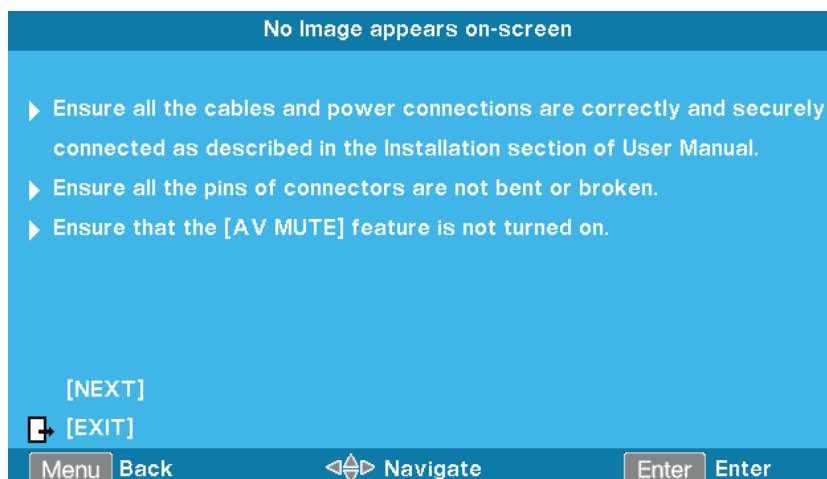 No Image appears on-screen
Ensure all the cables and power connections are correctly and securely
connected as described in the Installation section of User Manual.
Ensure all the pins of connectors are not bent or broken.
Ensure that the [AV MUTE] feature is not turned on.
[NEXT]
[EXIT]
Menu Back Navigate Enter Enter